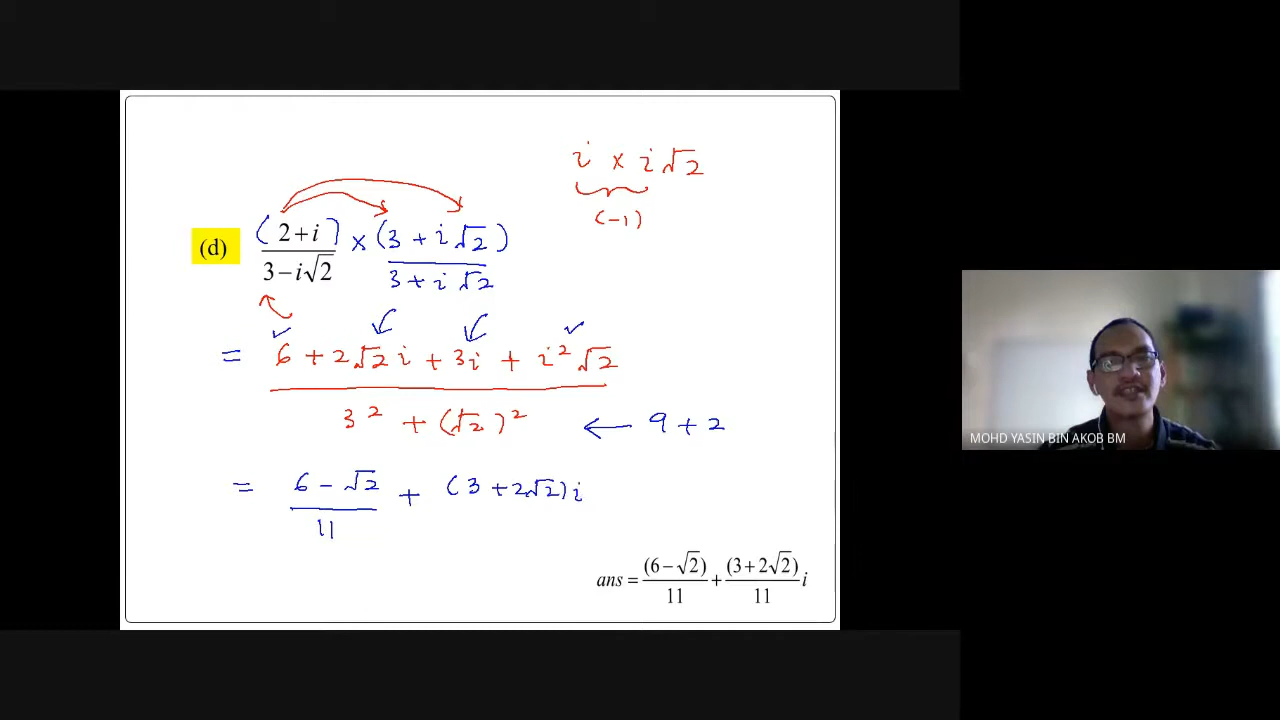 i × i√2
(-1)
(d) (2+i)/(3−i√2) × (3 + i√2)/(3 + i√2)
= (6 + 2√2 i + 3i + i²√2)/(3² + (√2)²) ← 9 + 2
= (6 − √2)/11 + (3 + 2√2)i
ans = (6−√2)/11 + (3+2√2)/11 i
MOHD YASIN BIN AKOB BM